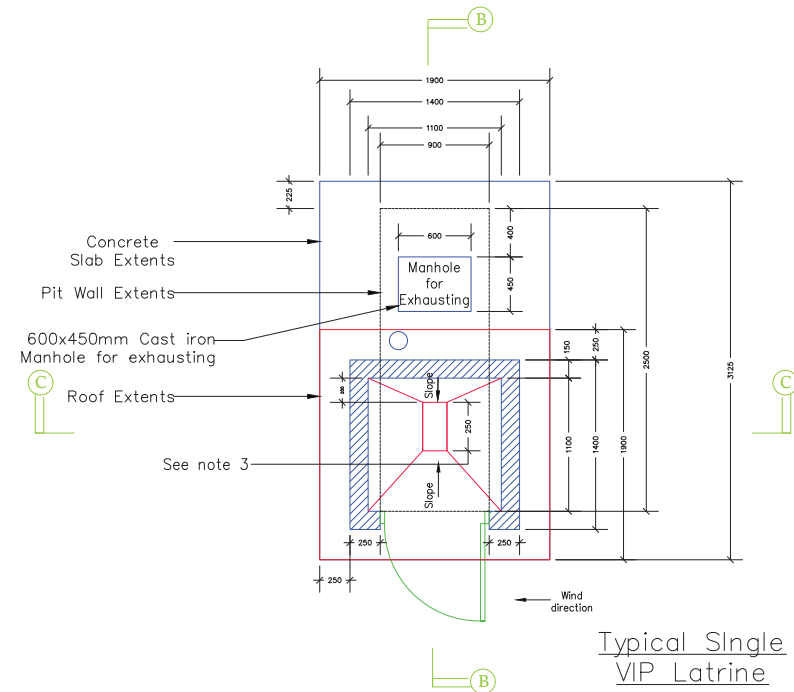 B
1900
1400
1100
900
225
600
400
450
Concrete
Slab Extents
Pit Wall Extents
Manhole
for
Exhausting
600x450mm Cast iron
Manhole for exhausting
C
C
Roof Extents
See note 3
Slope
250
Slope
150
250
1100
1400
1900
2500
3125
250
250
250
Wind
direction
Typical SIngle
VIP Latrine
B